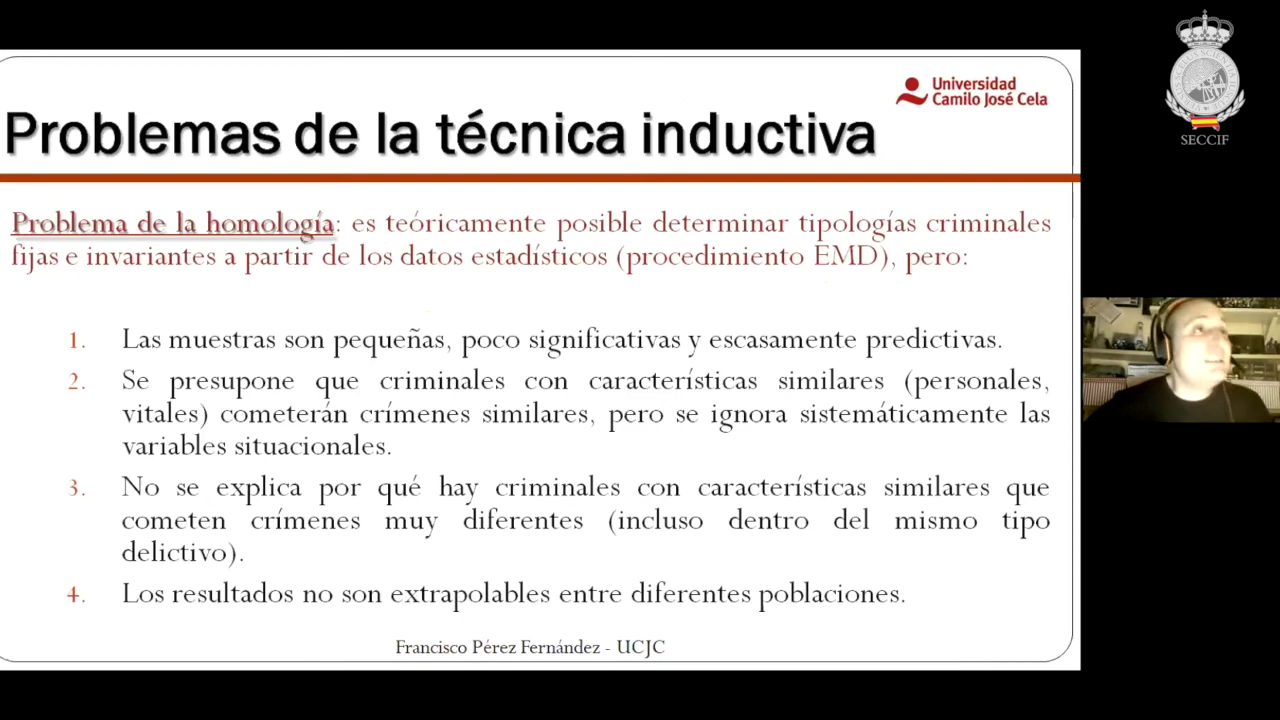 Universidad
Camilo José Cela
SECCIF
Problemas de la técnica inductiva
Problema de la homología: es teóricamente posible determinar tipologías criminales
fijas e invariantes a partir de los datos estadísticos (procedimiento EMD), pero:
1. Las muestras son pequeñas, poco significativas y escasamente predictivas.
2. Se presupone que criminales con características similares (personales,
vitales) cometerán crímenes similares, pero se ignora sistemáticamente las
variables situacionales.
3. No se explica por qué hay criminales con características similares que
cometen crímenes muy diferentes (incluso dentro del mismo tipo
delictivo).
4. Los resultados no son extrapolables entre diferentes poblaciones.
Francisco Pérez Fernández - UCJC